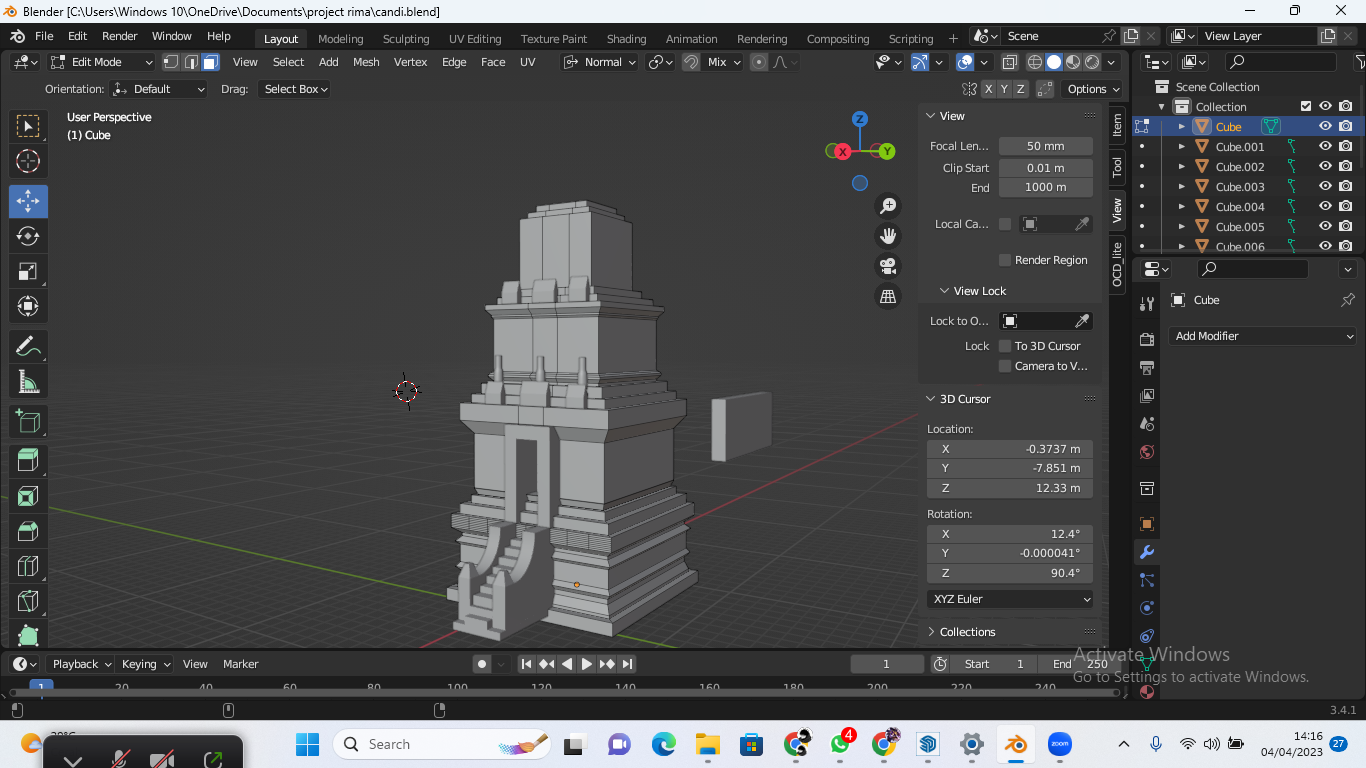 Blender [C:\Users\Windows 10\OneDrive\Documents\project rima\candi.blend]
File Edit Render Window Help Layout Modeling Sculpting UV Editing Texture Paint Shading Animation Rendering Compositing Scripting + Scene View Layer
Edit Mode View Select Add Mesh Vertex Edge Face UV Normal Mix
Orientation: Default Drag: Select Box X Y Z Options
User Perspective
(1) Cube
Z
X Y
View
Focal Len... 50 mm
Clip Start 0.01 m
End 1000 m
Local Ca...
Render Region
View Lock
Lock to O...
Lock To 3D Cursor
Camera to V...
3D Cursor
Location:
X -0.3737 m
Y -7.851 m
Z 12.33 m
Rotation:
X 12.4°
Y -0.000041°
Z 90.4°
XYZ Euler
Collections
Item
Tool
View
OCD_lite
Scene Collection
Collection
Cube
Cube.001
Cube.002
Cube.003
Cube.004
Cube.005
Cube.006
Cube
Add Modifier
Playback Keying View Marker 1 Start 1 End 250
1 20 40 60 80 100 120 140 160 180 200 220 240
Activate Windows
Go to Settings to activate Windows.
3.4.1
Search
4
zoom
14:16
04/04/2023
27